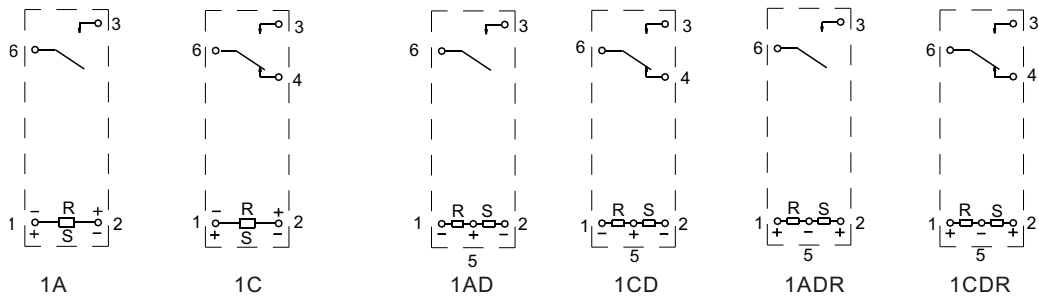 3 3 3 3 3 3
6 6 6 6 6 6
4 4 4
R R R S R S R S R S
1 − + 2 1 − + 2 1 2 1 2 1 2 1 2
+ S − + S − − + − − + − + − + + − +
5 5 5 5
1A 1C 1AD 1CD 1ADR 1CDR